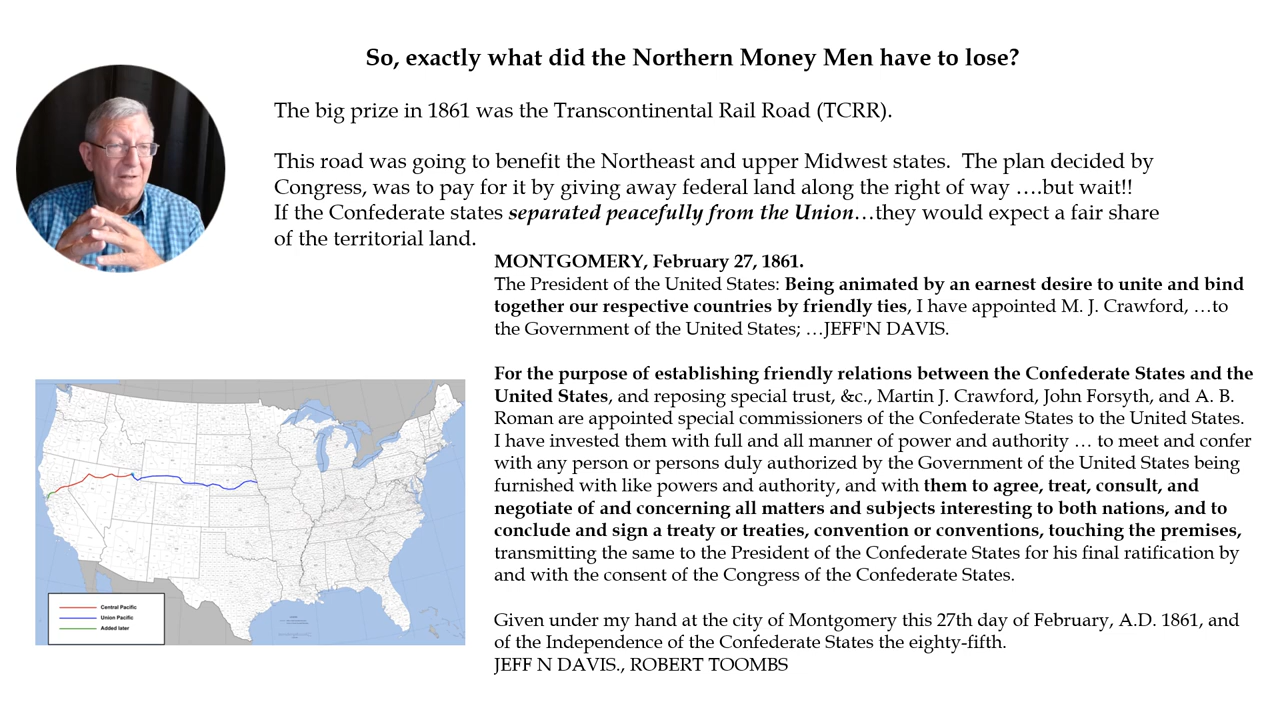 So, exactly what did the Northern Money Men have to lose?
The big prize in 1861 was the Transcontinental Rail Road (TCRR).
This road was going to benefit the Northeast and upper Midwest states.  The plan decided by
Congress, was to pay for it by giving away federal land along the right of way ….but wait!!
If the Confederate states separated peacefully from the Union…they would expect a fair share
of the territorial land.
MONTGOMERY, February 27, 1861.
The President of the United States: Being animated by an earnest desire to unite and bind
together our respective countries by friendly ties, I have appointed M. J. Crawford, …to
the Government of the United States; …JEFF'N DAVIS.
For the purpose of establishing friendly relations between the Confederate States and the
United States, and reposing special trust, &c., Martin J. Crawford, John Forsyth, and A. B.
Roman are appointed special commissioners of the Confederate States to the United States.
I have invested them with full and all manner of power and authority … to meet and confer
with any person or persons duly authorized by the Government of the United States being
furnished with like powers and authority, and with them to agree, treat, consult, and
negotiate of and concerning all matters and subjects interesting to both nations, and to
conclude and sign a treaty or treaties, convention or conventions, touching the premises,
transmitting the same to the President of the Confederate States for his final ratification by
and with the consent of the Congress of the Confederate States.
Given under my hand at the city of Montgomery this 27th day of February, A.D. 1861, and
of the Independence of the Confederate States the eighty-fifth.
JEFF N DAVIS., ROBERT TOOMBS
Central Pacific
Union Pacific
Added later